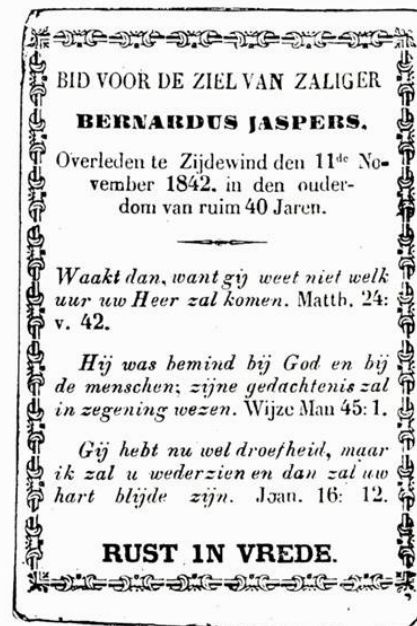 BID VOOR DE ZIEL VAN ZALIGER
BERNARDUS JASPERS.
Overleden te Zijdewind den 11de No-
vember 1842. in den ouder-
dom van ruim 40 Jaren.
Waakt dan, want gij weet niet welk
uur uw Heer zal komen. Matth. 24:
v. 42.
Hij was bemind bij God en bij
de menschen; zijne gedachtenis zal
in zegening wezen. Wijze Man 45: 1.
Gij hebt nu wel droefheid, maar
ik zal u wederzien en dan zal uw
hart blijde zijn. Joan. 16: 12.
RUST IN VREDE.